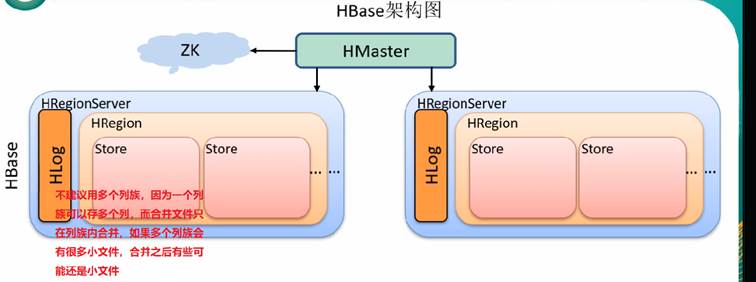 HBase架构图
ZK
HMaster
HBase
HRegionServer
HLog
HRegion
Store
Store
... ...
不建议用多个列族，因为一个列
族可以存多个列，而合并文件只
在列族内合并，如果多个列族会
有很多小文件，合并之后有些可
能还是小文件
HRegionServer
HLog
HRegion
Store
Store
... ...